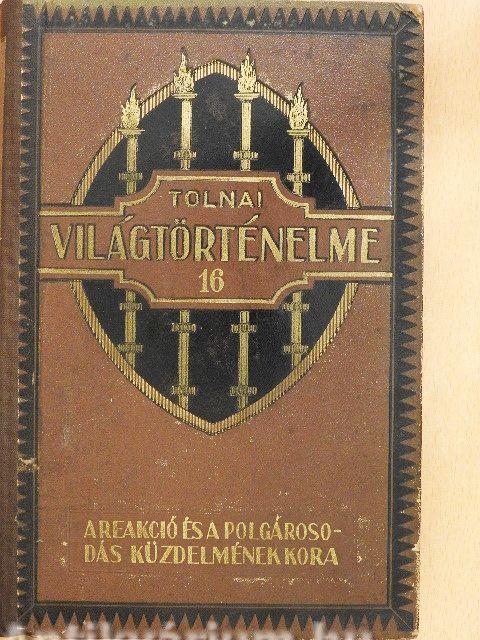 TOLNAI
VILÁGTÖRTÉNELME
16
A REAKCIÓ ÉS A POLGÁROSO-
DÁS KÜZDELMÉNEK KORA